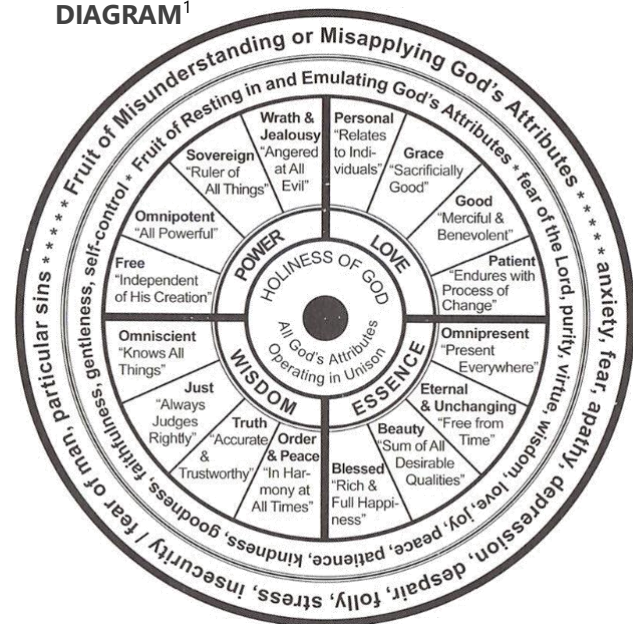 DIAGRAM¹
Fruit of Misunderstanding or Misapplying God's Attributes * * * * * anxiety, fear, apathy, depression, despair, folly, stress, insecurity / fear of man, particular sins * * * * *
Fruit of Resting in and Emulating God's Attributes * fear of the Lord, purity, virtue, wisdom, love, joy, peace, patience, kindness, goodness, faithfulness, gentleness, self-control *
Wrath &
Jealousy
"Angered
at All
Evil"
Personal
"Relates
to Indi-
viduals"
Grace
"Sacrificially
Good"
Good
"Merciful &
Benevolent"
Patient
"Endures with
Process of
Change"
Omnipresent
"Present
Everywhere"
Eternal
& Unchanging
"Free from
Time"
Beauty
"Sum of All
Desirable
Qualities"
Blessed
"Rich &
Full Happi-
ness"
Order
& Peace
"In Har-
mony at
All Times"
Truth
"Accurate
&
Trustworthy"
Just
"Always
Judges
Rightly"
Omniscient
"Knows All
Things"
Free
"Independent
of His Creation"
Omnipotent
"All Powerful"
Sovereign
"Ruler of
All Things"
POWER
LOVE
ESSENCE
WISDOM
HOLINESS OF GOD
All God's Attributes
Operating in Unison